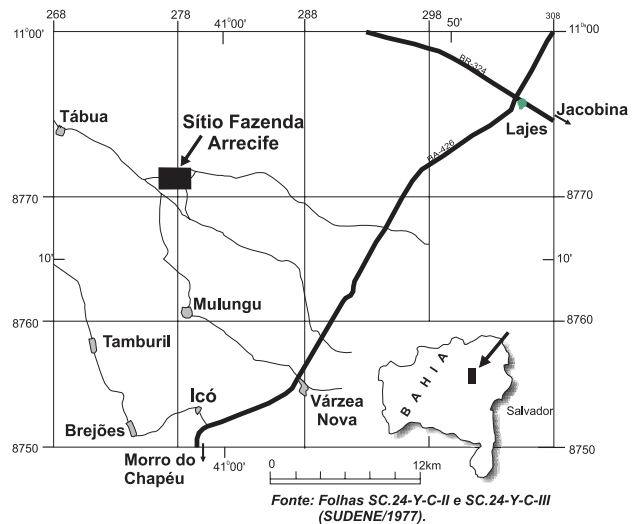 268 278 288 298 50' 308
11°00' 41°00' 11°00'
BR-324
Tábua
Sítio Fazenda
Arrecife
Jacobina
Lajes
BA-426
8770 8770
10' 10'
Mulungu
8760 8760
Tamburil
BAHIA
Içó
Várzea
Nova
Salvador
Brejões
8750 8750
Morro do
Chapéu
41°00'
0 12km
Fonte: Folhas SC.24-Y-C-II e SC.24-Y-C-III
(SUDENE/1977).